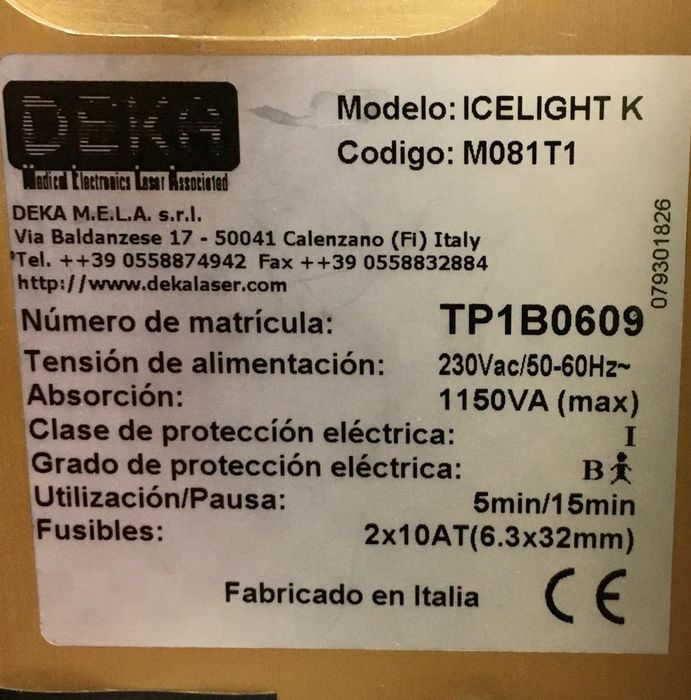 DEKA
Medical Electronics Laser Associated
Modelo: ICELIGHT K
Codigo: M081T1
DEKA M.E.L.A. s.r.l.
Via Baldanzese 17 - 50041 Calenzano (Fi) Italy
Tel. ++39 0558874942 Fax ++39 0558832884
http://www.dekalaser.com
079301826
Número de matrícula: TP1B0609
Tensión de alimentación: 230Vac/50-60Hz~
Absorción: 1150VA (max)
Clase de proteccíón eléctrica: I
Grado de protección eléctrica: B
Utilización/Pausa: 5min/15min
Fusibles: 2x10AT(6.3x32mm)
Fabricado en Italia CE